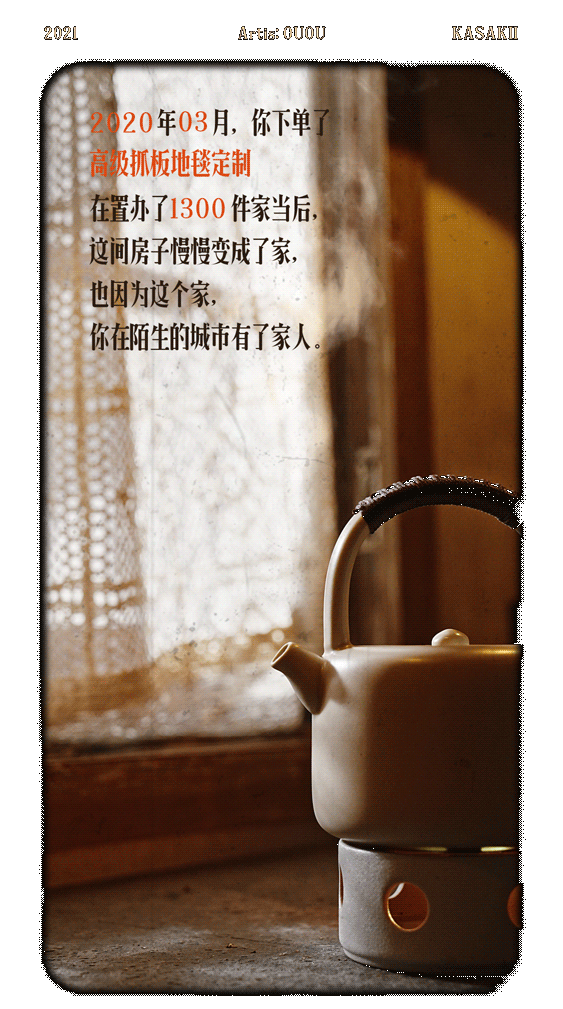 2021 Artis: OUOU KASAKII
2020年03月，你下单了
高级抓板地毯定制
在置办了1300件家当后，
这间房子慢慢变成了家，
也因为这个家，
你在陌生的城市有了家人。